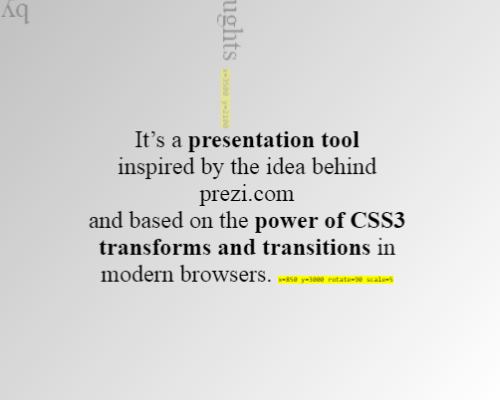 by
ughts
x=3500 y=2100
It’s a presentation tool
inspired by the idea behind
prezi.com
and based on the power of CSS3
transforms and transitions in
modern browsers. x=850 y=3000 rotate=90 scale=5